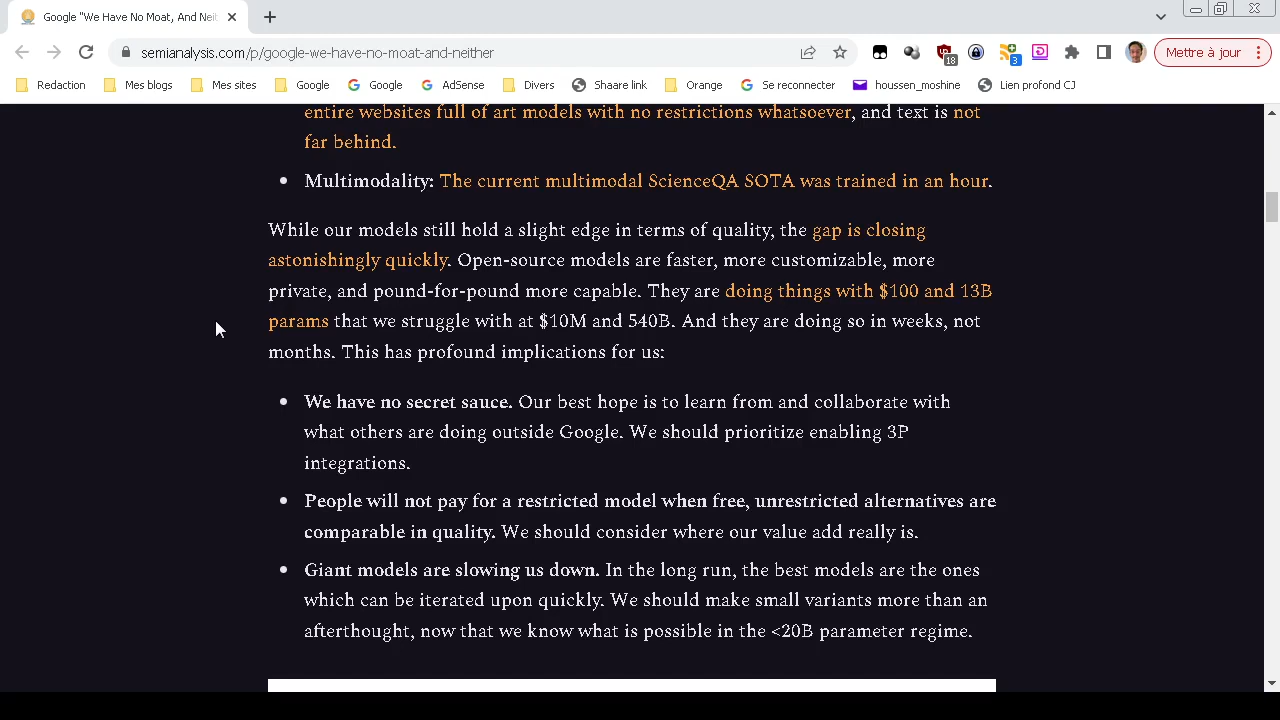 Google "We Have No Moat, And Neit
semianalysis.com/p/google-we-have-no-moat-and-neither
18
3
Mettre à jour
Redaction
Mes blogs
Mes sites
Google
Google
AdSense
Divers
Shaare link
Orange
Se reconnecter
houssen_moshine
Lien profond CJ
entire websites full of art models with no restrictions whatsoever, and text is not
far behind.
• Multimodality: The current multimodal ScienceQA SOTA was trained in an hour.
While our models still hold a slight edge in terms of quality, the gap is closing
astonishingly quickly. Open-source models are faster, more customizable, more
private, and pound-for-pound more capable. They are doing things with $100 and 13B
params that we struggle with at $10M and 540B. And they are doing so in weeks, not
months. This has profound implications for us:
• We have no secret sauce. Our best hope is to learn from and collaborate with
what others are doing outside Google. We should prioritize enabling 3P
integrations.
• People will not pay for a restricted model when free, unrestricted alternatives are
comparable in quality. We should consider where our value add really is.
• Giant models are slowing us down. In the long run, the best models are the ones
which can be iterated upon quickly. We should make small variants more than an
afterthought, now that we know what is possible in the <20B parameter regime.